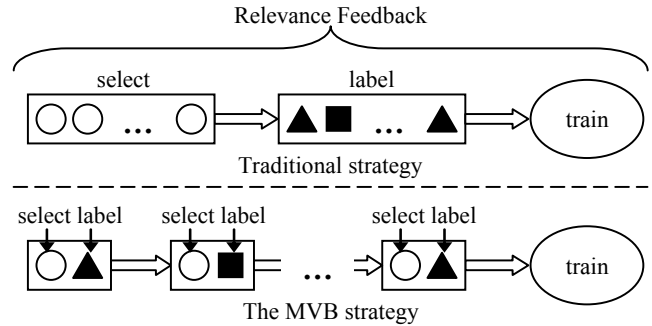 Relevance Feedback
select label
... ... train
Traditional strategy
select label select label select label
... train
The MVB strategy